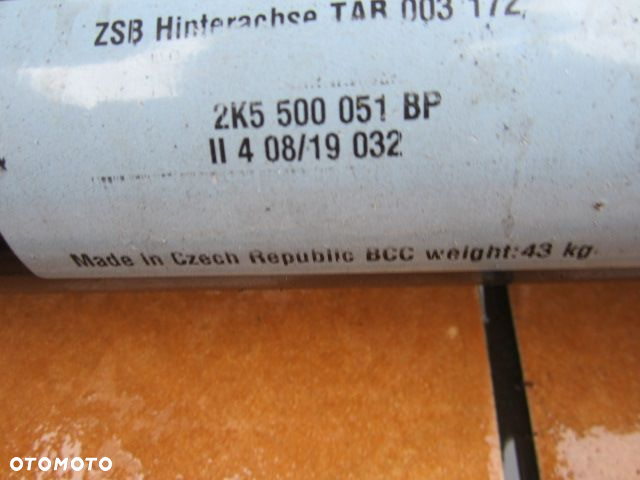 ZSB Hinterachse TAB 003 172
2K5 500 051 BP
II 4 08/19 032
Made in Czech Republic BCC weight:43 kg
OTOMOTO